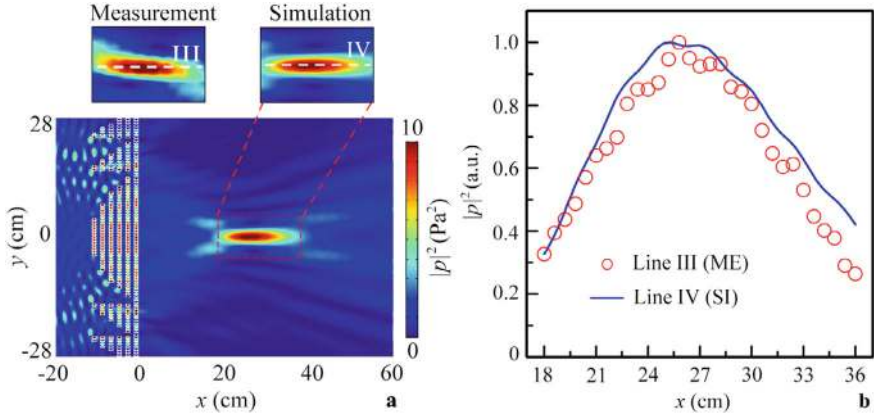 Measurement
Simulation
III
IV
28
0
-28
y (cm)
-20
0
20
40
60
x (cm)
10
0
|p|² (Pa²)
a
1.0
0.8
0.6
0.4
0.2
0
|p|² (a.u.)
Line III (ME)
Line IV (SI)
18
21
24
27
30
33
36
x (cm)
b